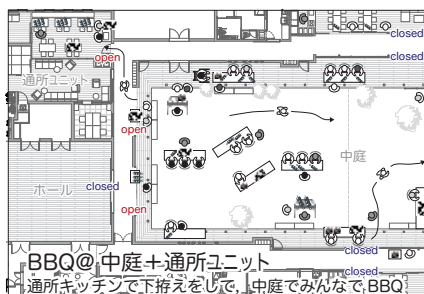 closed
closed
open
通所ユニット
open
中庭
ホール
closed
open
closed
BBQ@ 中庭＋通所ユニット
closed
通所キッチンで下拵えをして，中庭でみんなでBBQ